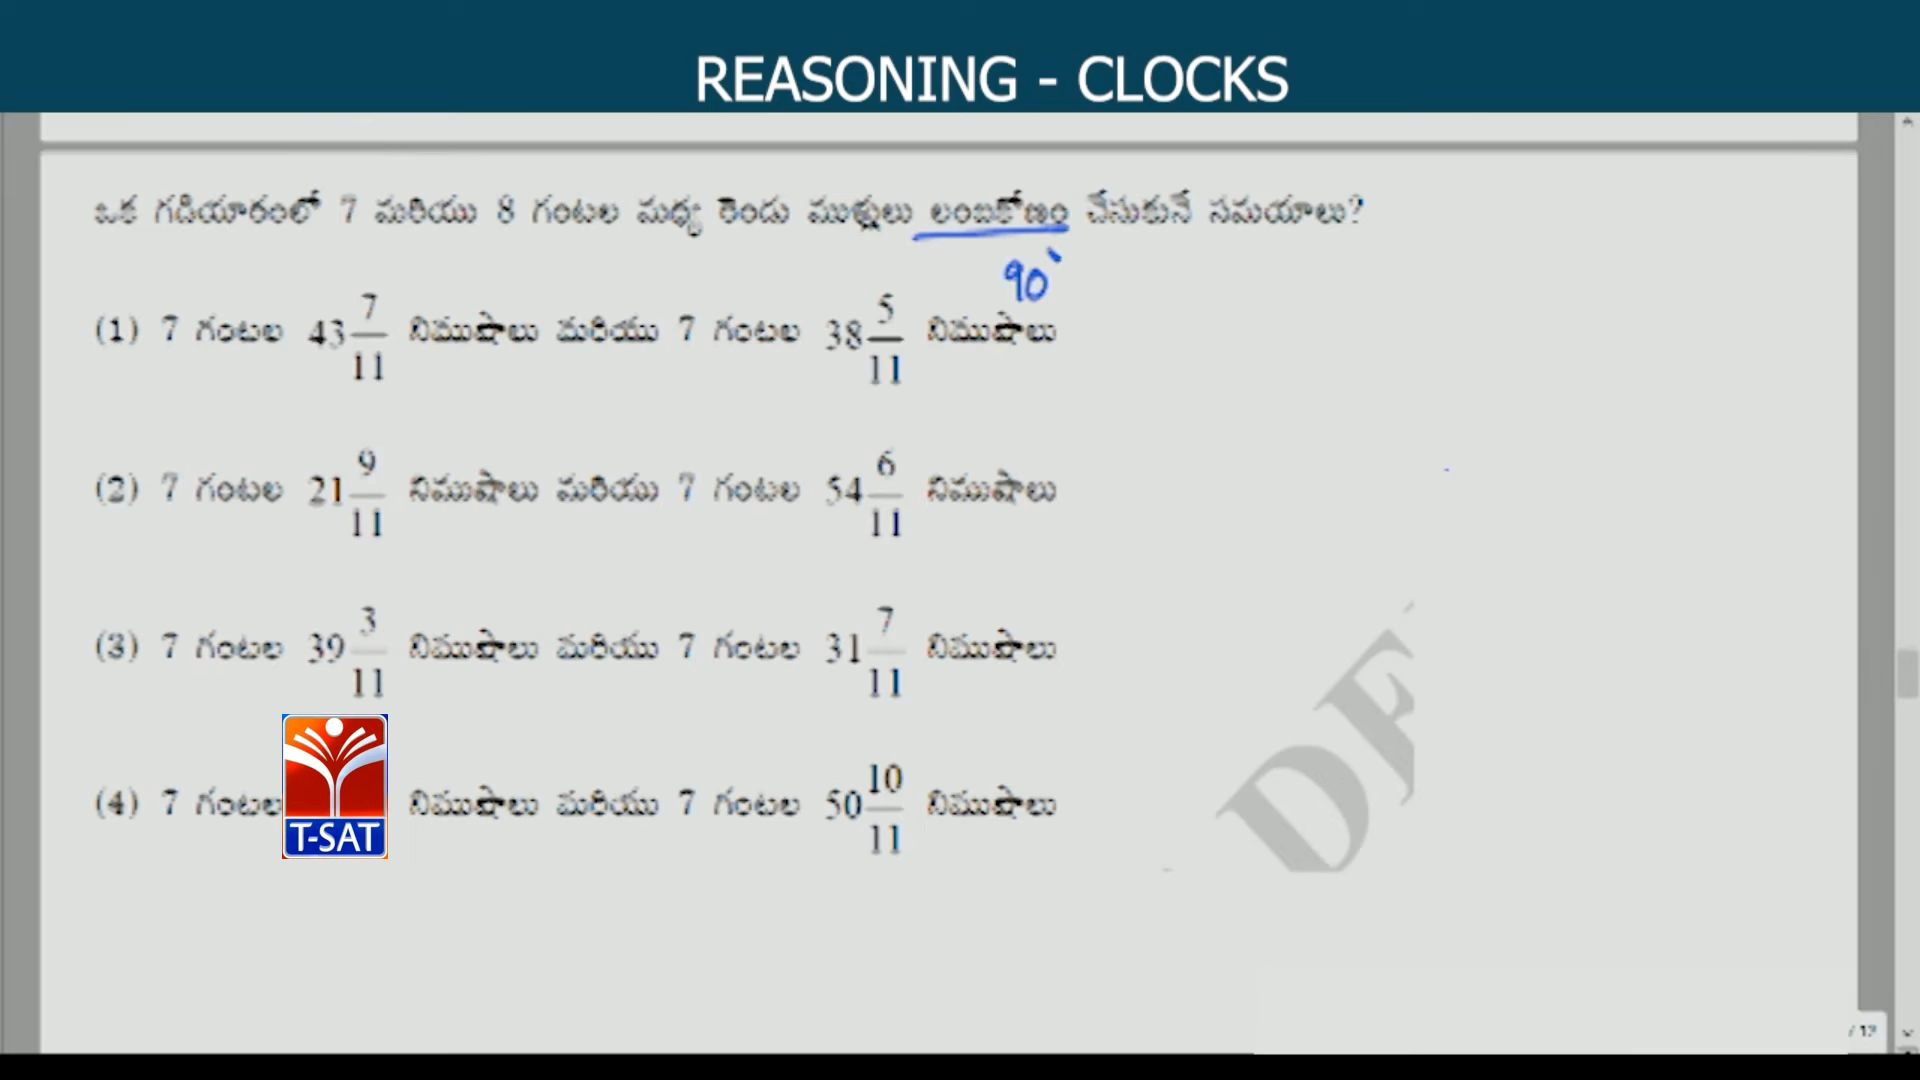 REASONING - CLOCKS
ఒక గడియారంలో 7 మరియు 8 గంటల మధ్య రెండు ముళ్షులు లంబకోణం చేసుకునే సమయాలు?
90°
(1) 7 గంటల 43 7/11 నిముషాలు మరియు 7 గంటల 38 5/11 నిముషాలు
(2) 7 గంటల 21 9/11 నిముషాలు మరియు 7 గంటల 54 6/11 నిముషాలు
(3) 7 గంటల 39 3/11 నిముషాలు మరియు 7 గంటల 31 7/11 నిముషాలు
(4) 7 గంటల నిముషాలు మరియు 7 గంటల 50 10/11 నిముషాలు
T-SAT
/ 12